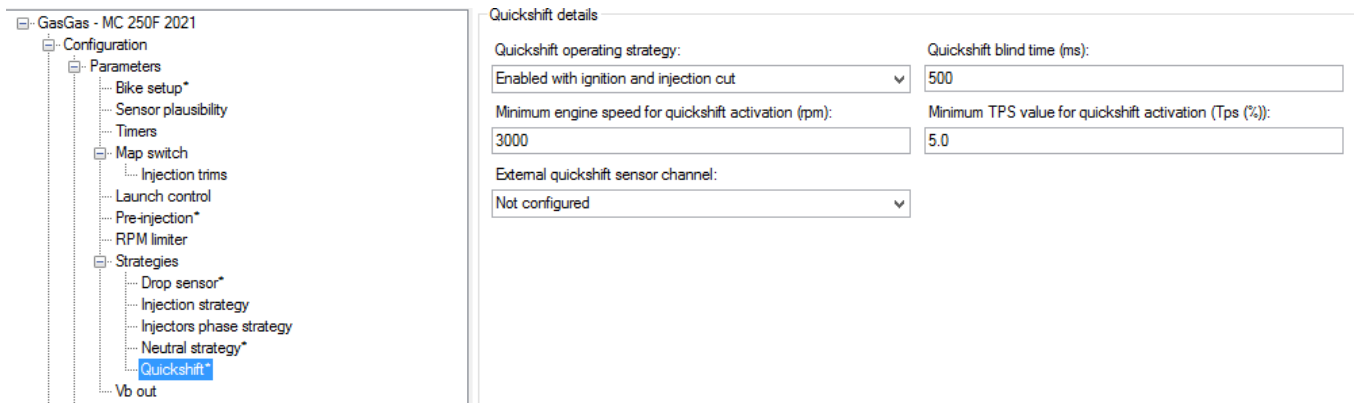 GasGas - MC 250F 2021
Configuration
Parameters
Bike setup*
Sensor plausibility
Timers
Map switch
Injection trims
Launch control
Pre-injection*
RPM limiter
Strategies
Drop sensor*
Injection strategy
Injectors phase strategy
Neutral strategy*
Quickshift*
Vb out
Quickshift details
Quickshift operating strategy:
Enabled with ignition and injection cut
Quickshift blind time (ms):
500
Minimum engine speed for quickshift activation (rpm):
3000
Minimum TPS value for quickshift activation (Tps (%)):
5.0
External quickshift sensor channel:
Not configured